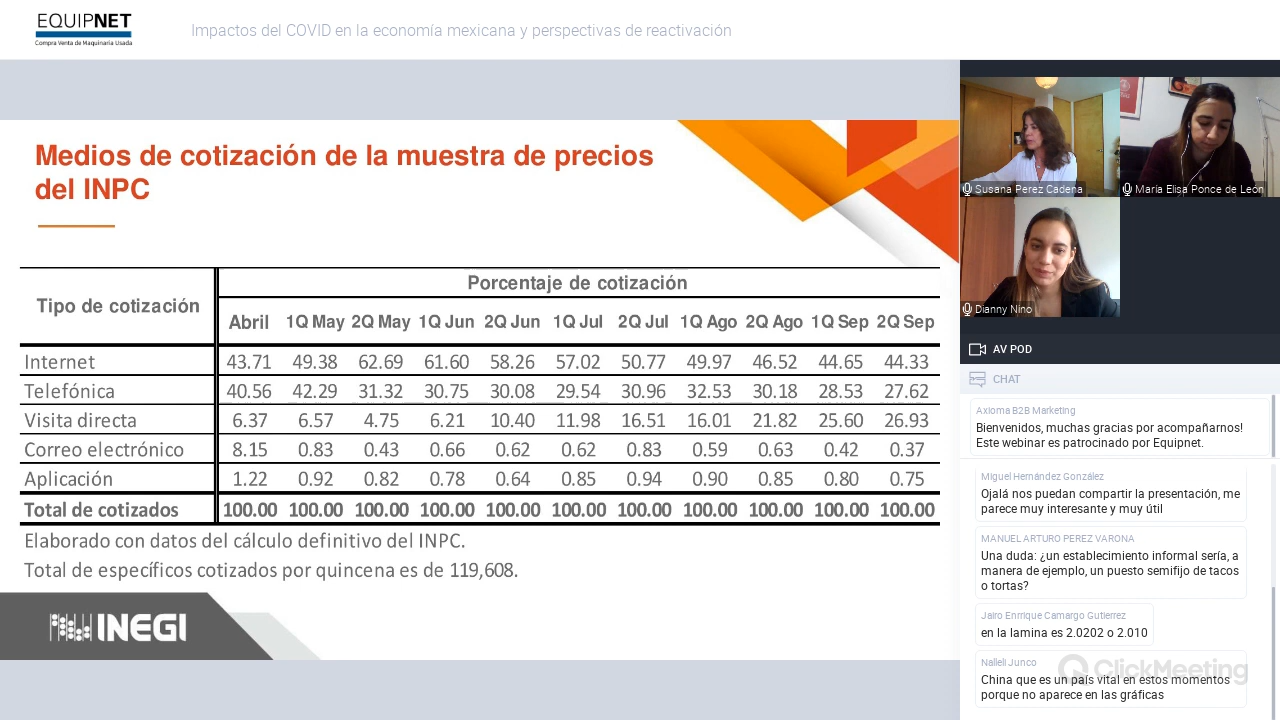 EQUIPNET
Compra Venta de Maquinaria Usada
Impactos del COVID en la economía mexicana y perspectivas de reactivación
Medios de cotización de la muestra de precios
del INPC
Tipo de cotización
Porcentaje de cotización
Abril 1Q May 2Q May 1Q Jun 2Q Jun 1Q Jul 2Q Jul 1Q Ago 2Q Ago 1Q Sep 2Q Sep
Internet 43.71 49.38 62.69 61.60 58.26 57.02 50.77 49.97 46.52 44.65 44.33
Telefónica 40.56 42.29 31.32 30.75 30.08 29.54 30.96 32.53 30.18 28.53 27.62
Visita directa 6.37 6.57 4.75 6.21 10.40 11.98 16.51 16.01 21.82 25.60 26.93
Correo electrónico 8.15 0.83 0.43 0.66 0.62 0.62 0.83 0.59 0.63 0.42 0.37
Aplicación 1.22 0.92 0.82 0.78 0.64 0.85 0.94 0.90 0.85 0.80 0.75
Total de cotizados 100.00 100.00 100.00 100.00 100.00 100.00 100.00 100.00 100.00 100.00 100.00
Elaborado con datos del cálculo definitivo del INPC.
Total de específicos cotizados por quincena es de 119,608.
INEGI
Susana Perez Cadena
María Elisa Ponce de León
Dianny Nino
AV POD
CHAT
Axioma B2B Marketing
Bienvenidos, muchas gracias por acompañarnos!
Este webinar es patrocinado por Equipnet.
Miguel Hernández González
Ojalá nos puedan compartir la presentación, me
parece muy interesante y muy útil
MANUEL ARTURO PEREZ VARONA
Una duda: ¿un establecimiento informal sería, a
manera de ejemplo, un puesto semifijo de tacos
o tortas?
Jairo Enrrique Camargo Gutierrez
en la lamina es 2.0202 o 2.010
Nalleli Junco
China que es un país vital en estos momentos
porque no aparece en las gráficas
ClickMeeting